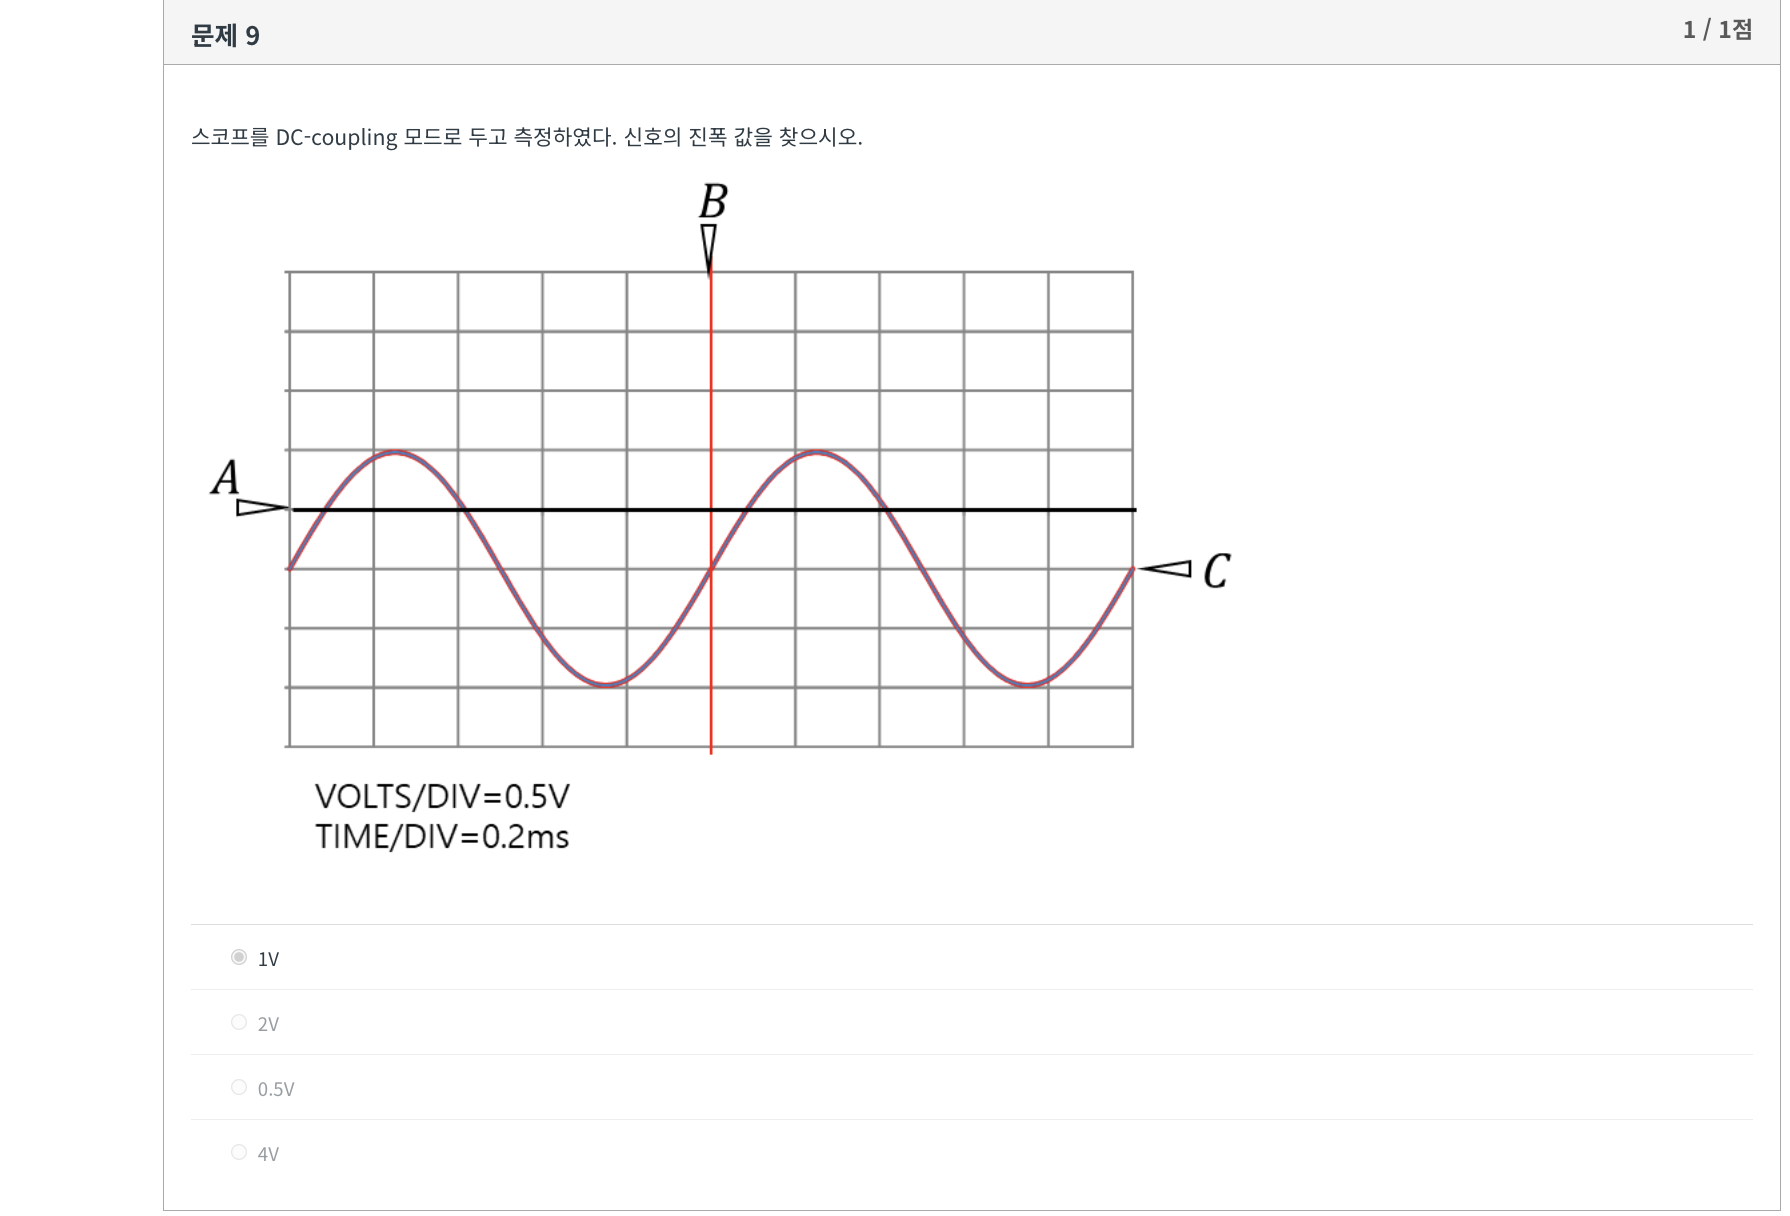 문제 9
1 / 1점
스코프를 DC-coupling 모드로 두고 측정하였다. 신호의 진폭 값을 찾으시오.
B
A
C
VOLTS/DIV=0.5V
TIME/DIV=0.2ms
1V
2V
0.5V
4V